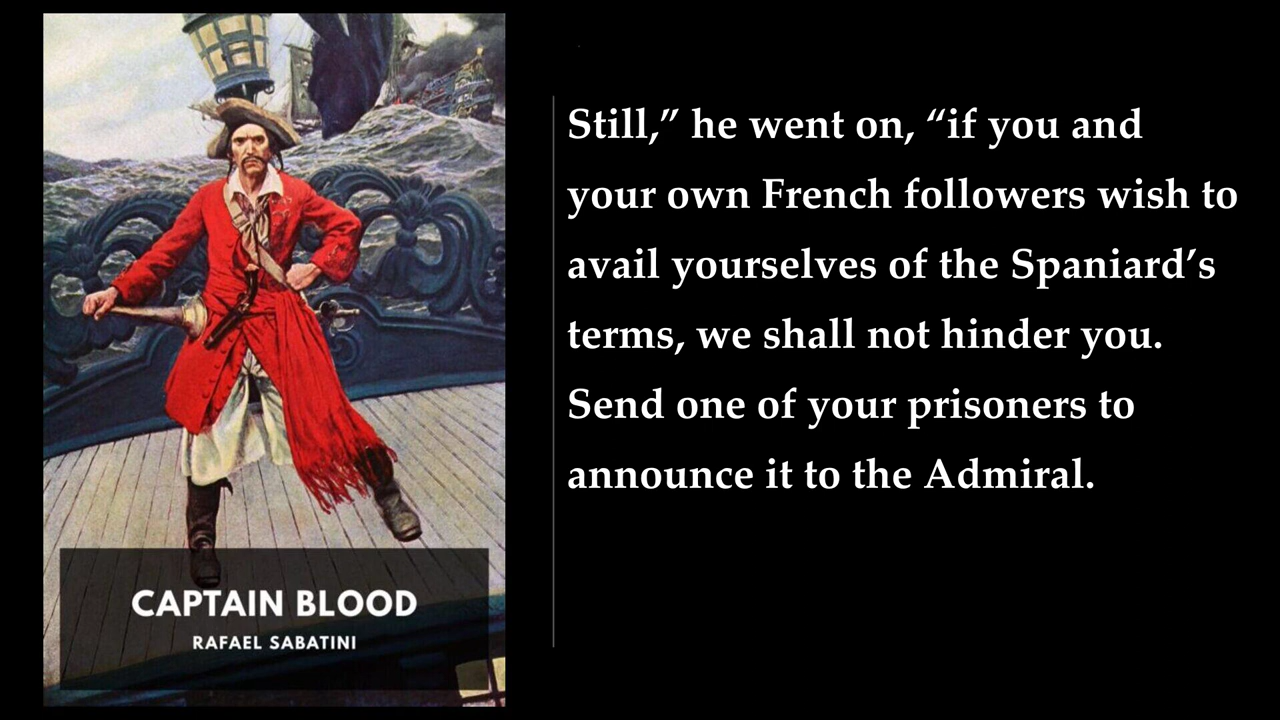 CAPTAIN BLOOD
RAFAEL SABATINI
Still,” he went on, “if you and
your own French followers wish to
avail yourselves of the Spaniard’s
terms, we shall not hinder you.
Send one of your prisoners to
announce it to the Admiral.